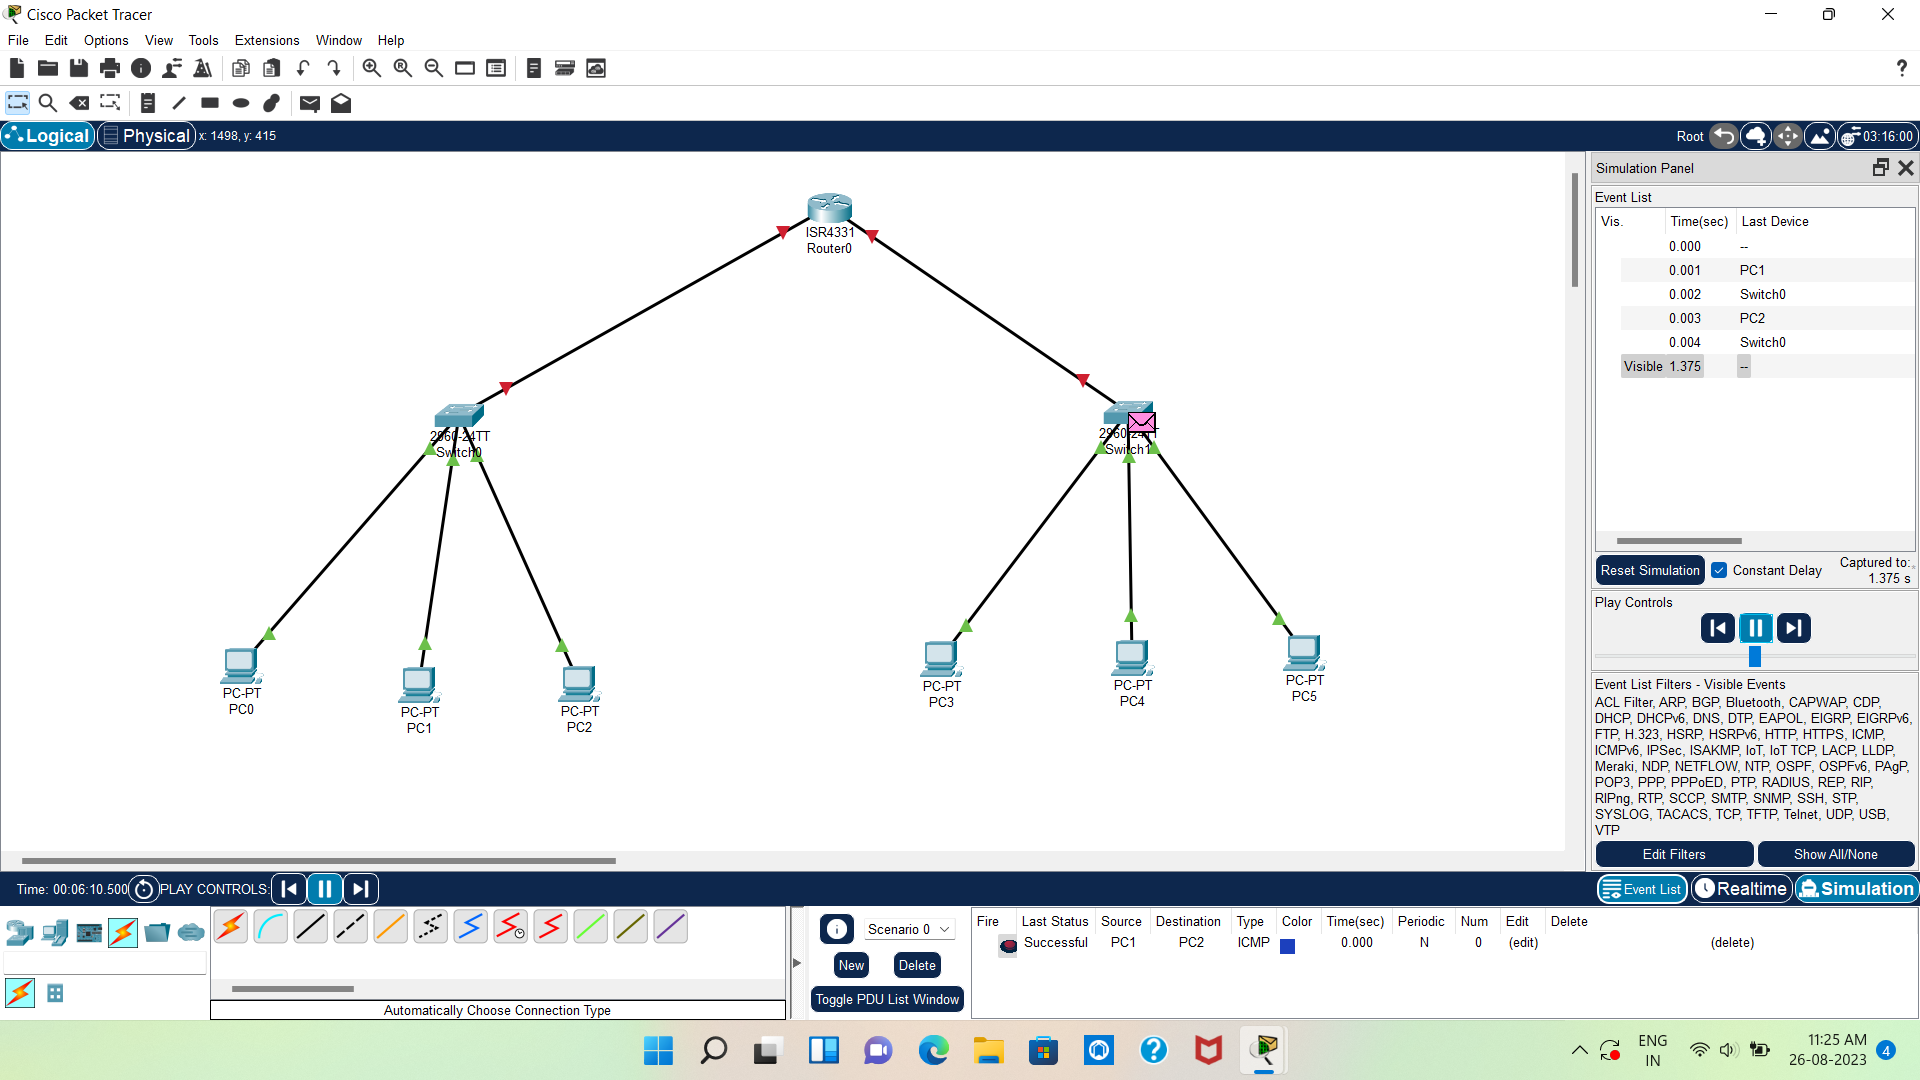 Cisco Packet Tracer
File Edit Options View Tools Extensions Window Help
?
Logical Physical x: 1498, y: 415 Root 03:16:00
ISR4331
Router0
2960-24TT
Switch0
2960-24TT
Switch1
PC-PT
PC0
PC-PT
PC1
PC-PT
PC2
PC-PT
PC3
PC-PT
PC4
PC-PT
PC5
Simulation Panel
Event List
Vis. Time(sec) Last Device
0.000 --
0.001 PC1
0.002 Switch0
0.003 PC2
0.004 Switch0
Visible 1.375 --
Reset Simulation Constant Delay Captured to:
1.375 s
Play Controls
Event List Filters - Visible Events
ACL Filter, ARP, BGP, Bluetooth, CAPWAP, CDP,
DHCP, DHCPv6, DNS, DTP, EAPOL, EIGRP, EIGRPv6,
FTP, H.323, HSRP, HSRPv6, HTTP, HTTPS, ICMP,
ICMPv6, IPSec, ISAKMP, IoT, IoT TCP, LACP, LLDP,
Meraki, NDP, NETFLOW, NTP, OSPF, OSPFv6, PAgP,
POP3, PPP, PPPoED, PTP, RADIUS, REP, RIP,
RIPng, RTP, SCCP, SMTP, SNMP, SSH, STP,
SYSLOG, TACACS, TCP, TFTP, Telnet, UDP, USB,
VTP
Edit Filters Show All/None
Time: 00:06:10.500 PLAY CONTROLS: Event List Realtime Simulation
Automatically Choose Connection Type
Scenario 0
New Delete
Toggle PDU List Window
Fire Last Status Source Destination Type Color Time(sec) Periodic Num Edit Delete
Successful PC1 PC2 ICMP 0.000 N 0 (edit) (delete)
ENG
IN
11:25 AM
26-08-2023
4